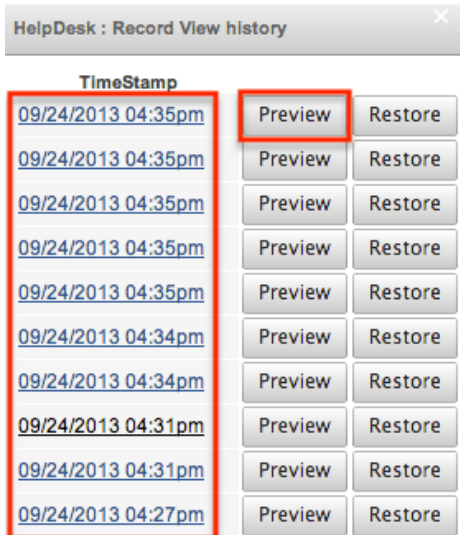 HelpDesk : Record View history
TimeStamp
09/24/2013 04:35pm Preview Restore
09/24/2013 04:35pm Preview Restore
09/24/2013 04:35pm Preview Restore
09/24/2013 04:35pm Preview Restore
09/24/2013 04:35pm Preview Restore
09/24/2013 04:34pm Preview Restore
09/24/2013 04:34pm Preview Restore
09/24/2013 04:31pm Preview Restore
09/24/2013 04:31pm Preview Restore
09/24/2013 04:27pm Preview Restore